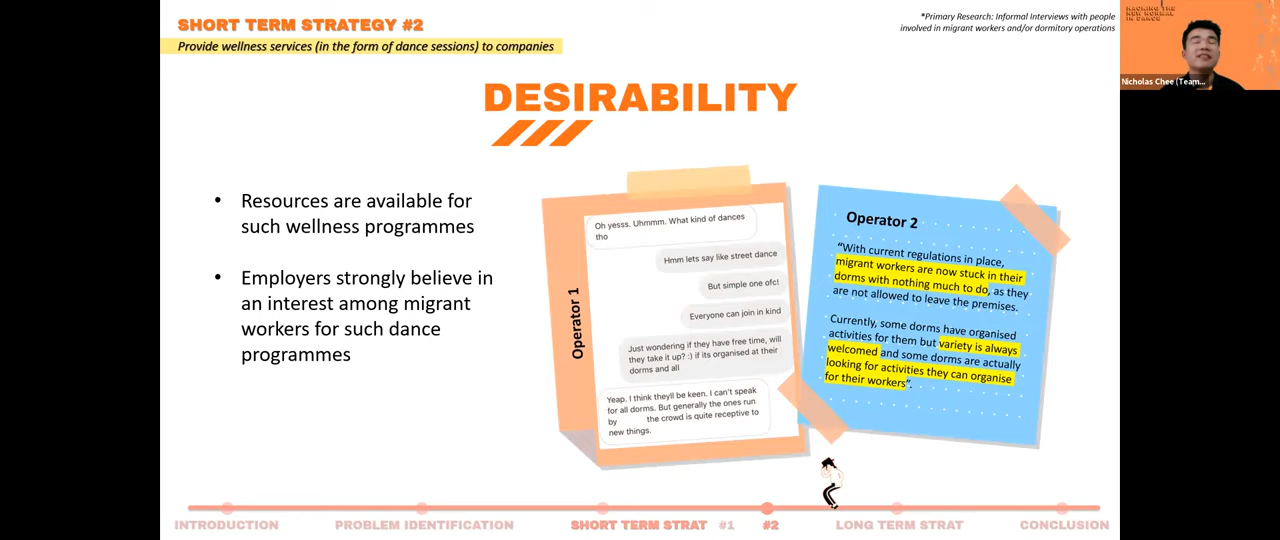 SHORT TERM STRATEGY #2
Provide wellness services (in the form of dance sessions) to companies
*Primary Research: Informal Interviews with people
involved in migrant workers and/or dormitory operations
HACKING THE
NEW NORMAL
IN DANCE
Nicholas Chee (Team...
DESIRABILITY
• Resources are available for
such wellness programmes
• Employers strongly believe in
an interest among migrant
workers for such dance
programmes
Operator 1
Oh yesss. Uhmmm. What kind of dances
tho
Hmm lets say like street dance
But simple one ofc!
Everyone can join in kind
Just wondering if they have free time, will
they take it up? :) if its organised at their
dorms and all
Yeap. I think theyll be keen. I can't speak
for all dorms. But generally the ones run
by the crowd is quite receptive to
new things.
Operator 2
“With current regulations in place,
migrant workers are now stuck in their
dorms with nothing much to do, as they
are not allowed to leave the premises.
Currently, some dorms have organised
activities for them but variety is always
welcomed and some dorms are actually
looking for activities they can organise
for their workers”.
INTRODUCTION
PROBLEM IDENTIFICATION
SHORT TERM STRAT #1 #2
LONG TERM STRAT
CONCLUSION